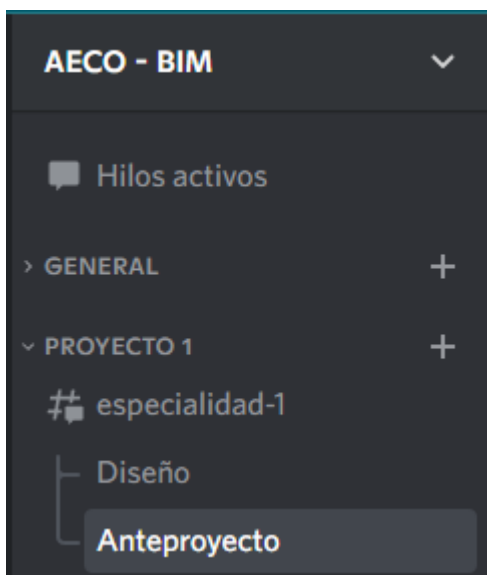 AECO - BIM
Hilos activos
GENERAL
PROYECTO 1
especialidad-1
Diseño
Anteproyecto